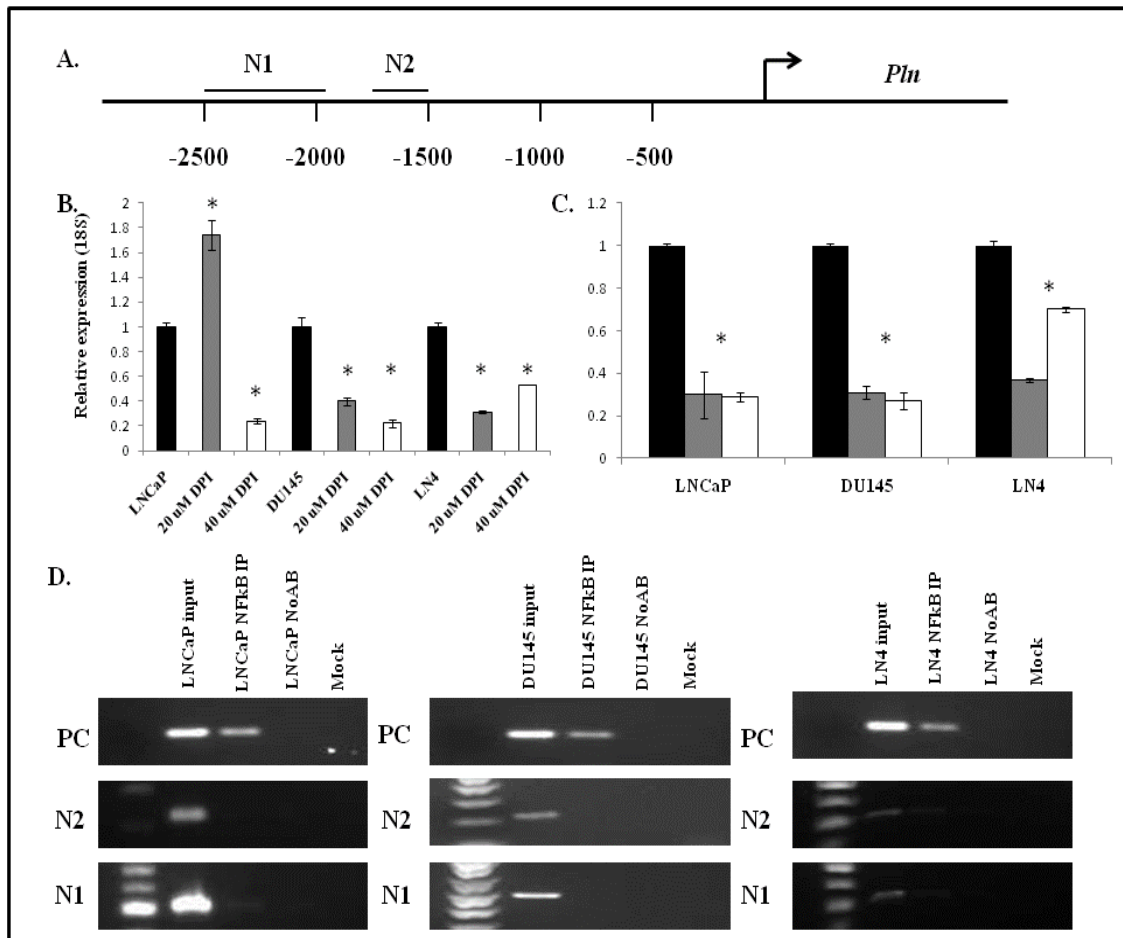 A.
N1 N2
Pln
-2500 -2000 -1500 -1000 -500
B.
Relative expression (18S)
2
1.8
1.6
1.4
1.2
1
0.8
0.6
0.4
0.2
0
* * * * * *
LNCaP
20 uM DPI
40 uM DPI
DU145
20 uM DPI
40 uM DPI
LN4
20 uM DPI
40 uM DPI
C.
1.2
1
0.8
0.6
0.4
0.2
0
* * *
LNCaP DU145 LN4
D.
LNCaP input
LNCaP NFkB IP
LNCaP NoAB
Mock
DU145 input
DU145 NFkB IP
DU145 NoAB
Mock
LN4 input
LN4 NFkB IP
LN4 NoAB
Mock
PC PC PC
N2 N2 N2
N1 N1 N1